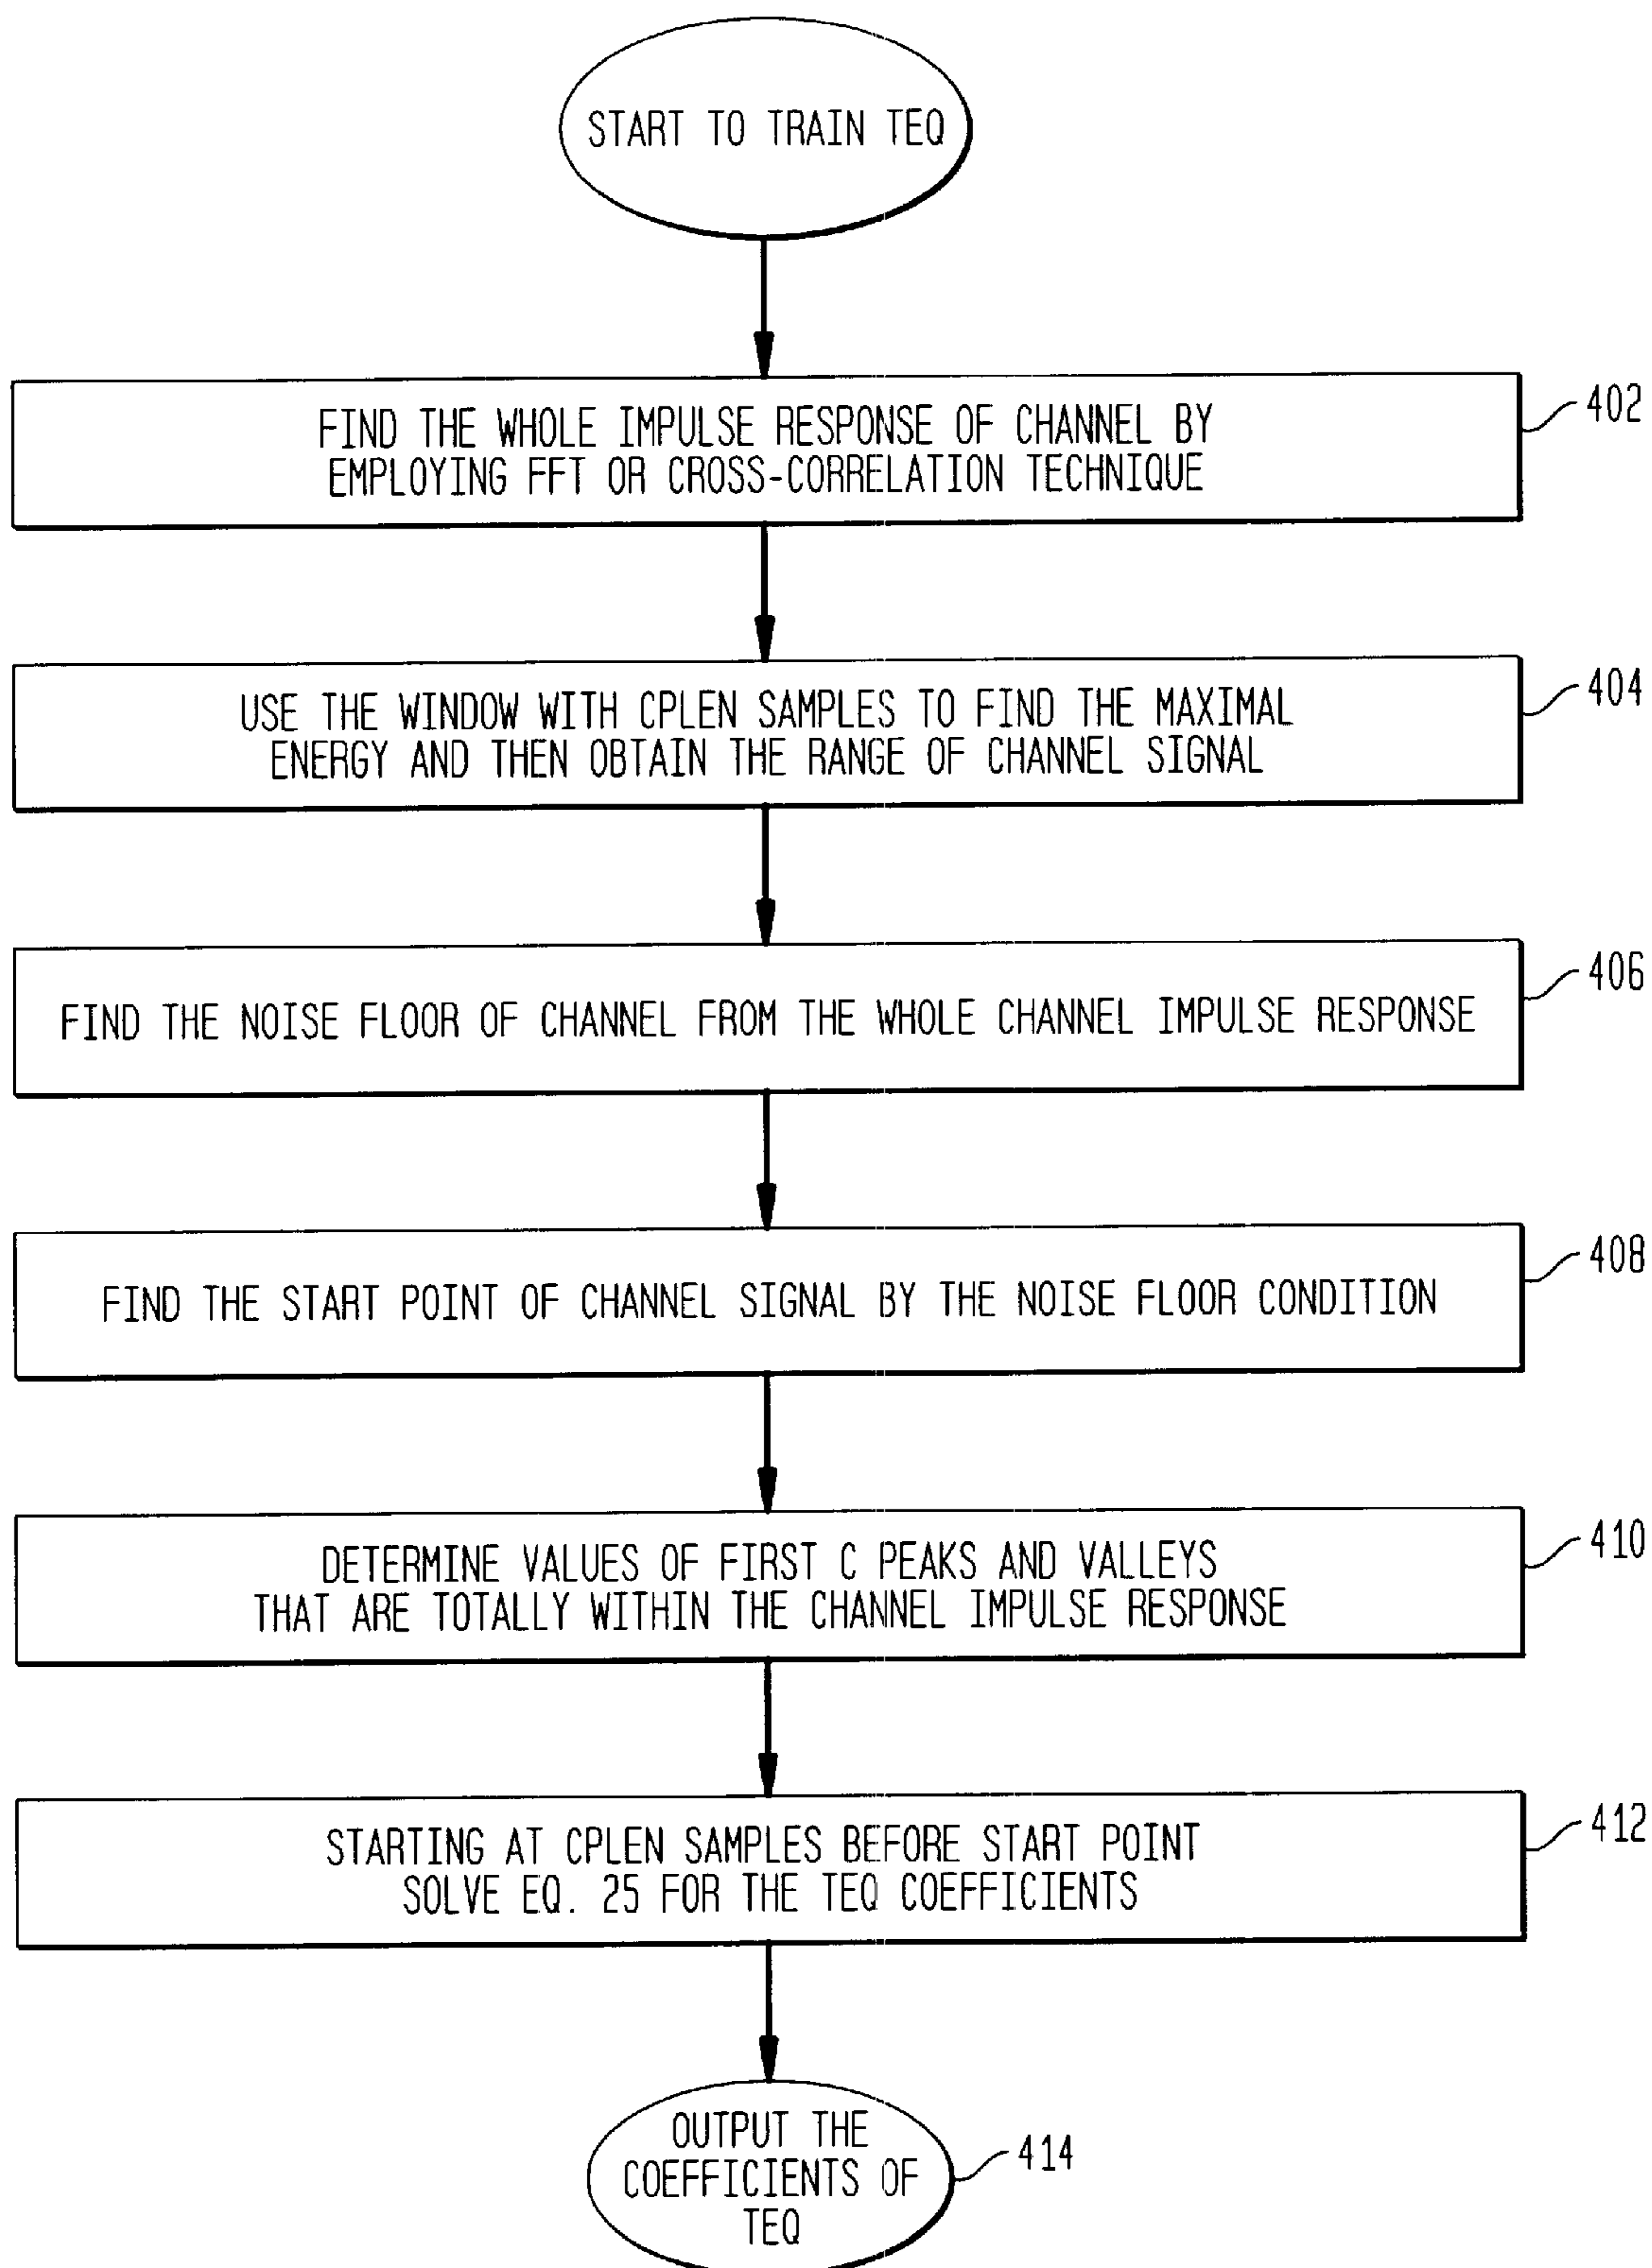 START TO TRAIN TEQ
FIND THE WHOLE IMPULSE RESPONSE OF CHANNEL BY
EMPLOYING FFT OR CROSS-CORRELATION TECHNIQUE
402
USE THE WINDOW WITH CPLEN SAMPLES TO FIND THE MAXIMAL
ENERGY AND THEN OBTAIN THE RANGE OF CHANNEL SIGNAL
404
FIND THE NOISE FLOOR OF CHANNEL FROM THE WHOLE CHANNEL IMPULSE RESPONSE
406
FIND THE START POINT OF CHANNEL SIGNAL BY THE NOISE FLOOR CONDITION
408
DETERMINE VALUES OF FIRST C PEAKS AND VALLEYS
THAT ARE TOTALLY WITHIN THE CHANNEL IMPULSE RESPONSE
410
STARTING AT CPLEN SAMPLES BEFORE START POINT
SOLVE EQ. 25 FOR THE TEQ COEFFICIENTS
412
OUTPUT THE
COEFFICIENTS OF
TEQ
414